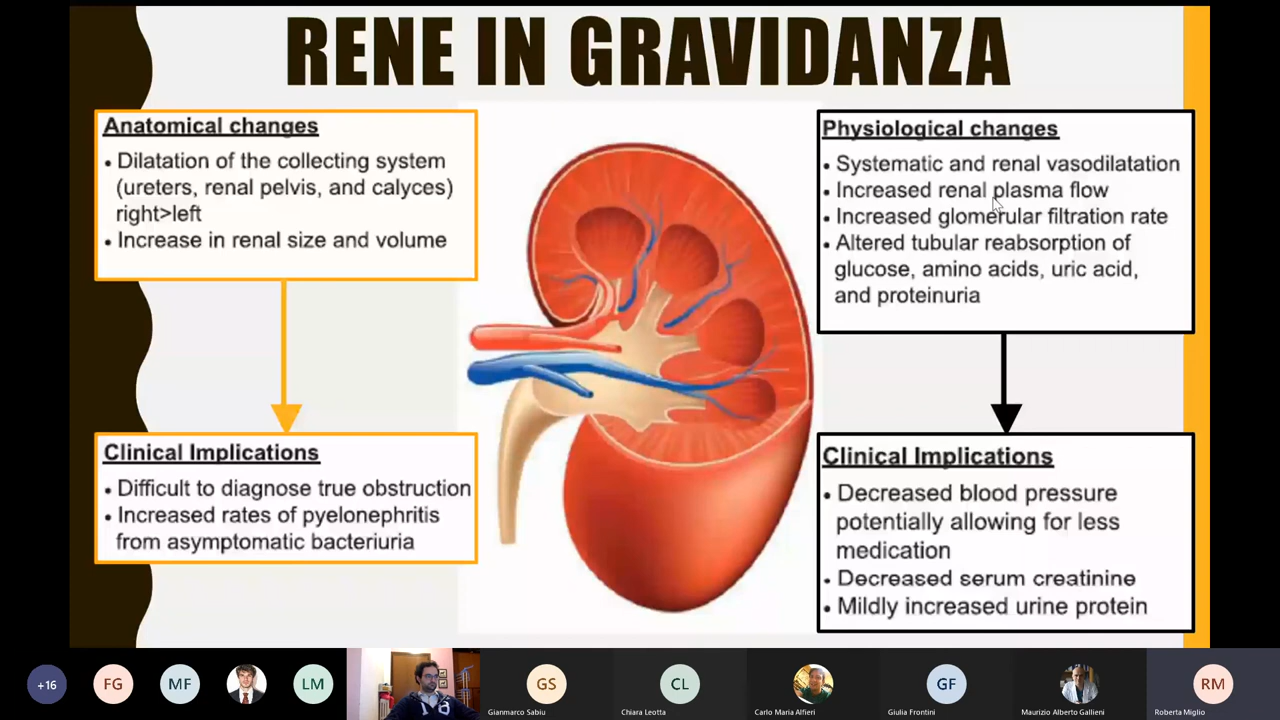 RENE IN GRAVIDANZA
Anatomical changes
• Dilatation of the collecting system
(ureters, renal pelvis, and calyces)
right>left
• Increase in renal size and volume
Clinical Implications
• Difficult to diagnose true obstruction
• Increased rates of pyelonephritis
from asymptomatic bacteriuria
Physiological changes
• Systematic and renal vasodilatation
• Increased renal plasma flow
• Increased glomerular filtration rate
• Altered tubular reabsorption of
glucose, amino acids, uric acid,
and proteinuria
Clinical Implications
• Decreased blood pressure
potentially allowing for less
medication
• Decreased serum creatinine
• Mildly increased urine protein
+16
FG
MF
LM
GS
Gianmarco Sabiu
CL
Chiara Leotta
Carlo Maria Alfieri
GF
Giulia Frontini
Maurizio Alberto Gallieni
RM
Roberta Miglio